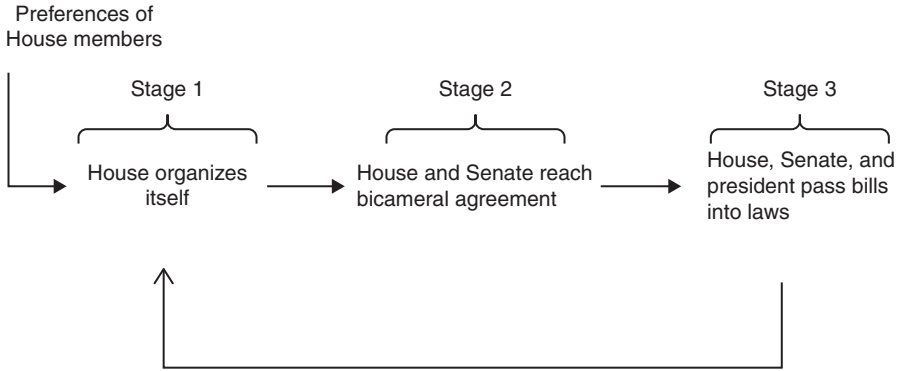 Preferences of
House members
Stage 1
Stage 2
Stage 3
House organizes
itself
House and Senate reach
bicameral agreement
House, Senate, and
president pass bills
into laws